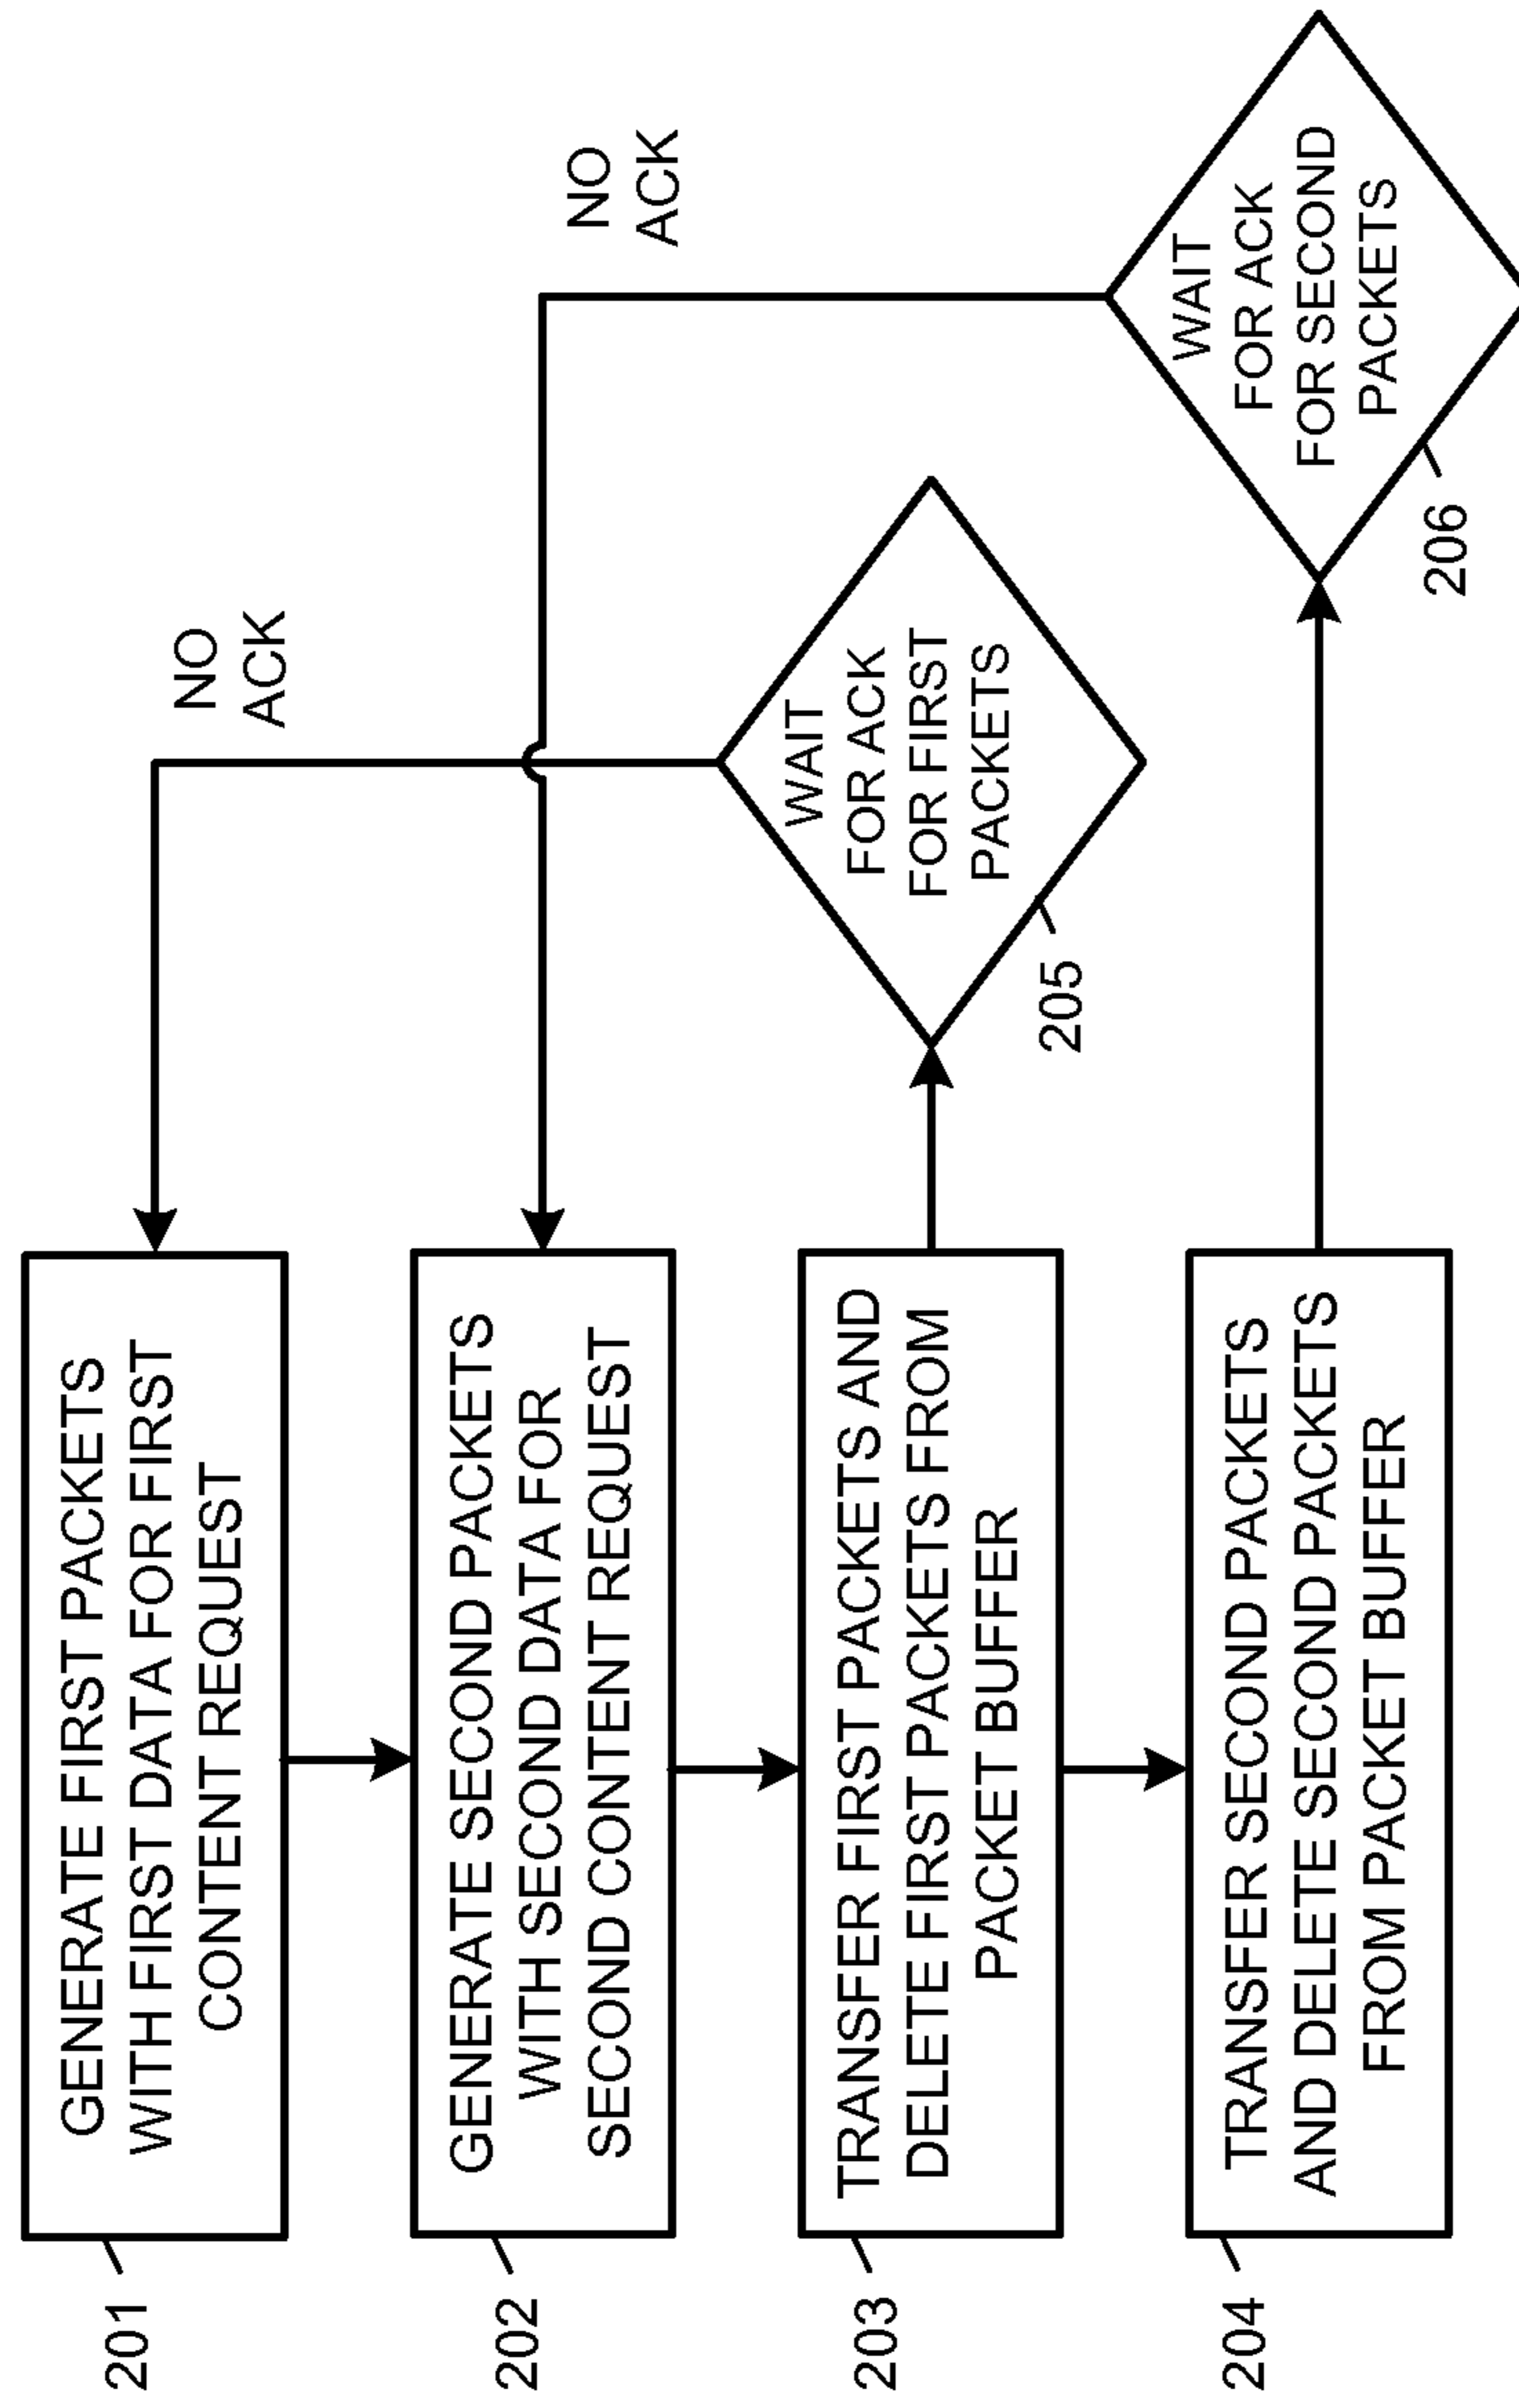 201
GENERATE FIRST PACKETS
WITH FIRST DATA FOR FIRST
CONTENT REQUEST
NO
ACK
202
GENERATE SECOND PACKETS
WITH SECOND DATA FOR
SECOND CONTENT REQUEST
NO
ACK
203
TRANSFER FIRST PACKETS AND
DELETE FIRST PACKETS FROM
PACKET BUFFER
WAIT
FOR ACK
FOR FIRST
PACKETS
205
204
TRANSFER SECOND PACKETS
AND DELETE SECOND PACKETS
FROM PACKET BUFFER
WAIT
FOR ACK
FOR SECOND
PACKETS
206